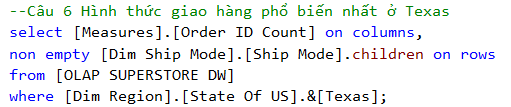 --Câu 6 Hình thức giao hàng phổ biến nhất ở Texas
select [Measures].[Order ID Count] on columns,
non empty [Dim Ship Mode].[Ship Mode].children on rows
from [OLAP SUPERSTORE DW]
where [Dim Region].[State Of US].&[Texas];